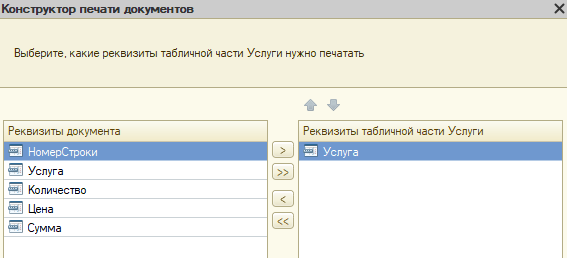 Конструктор печати документов
Выберите, какие реквизиты табличной части Услуги нужно печатать
Реквизиты документа
НомерСтроки
Услуга
Количество
Цена
Сумма
>
>>
<
<<
Реквизиты табличной части Услуги
Услуга